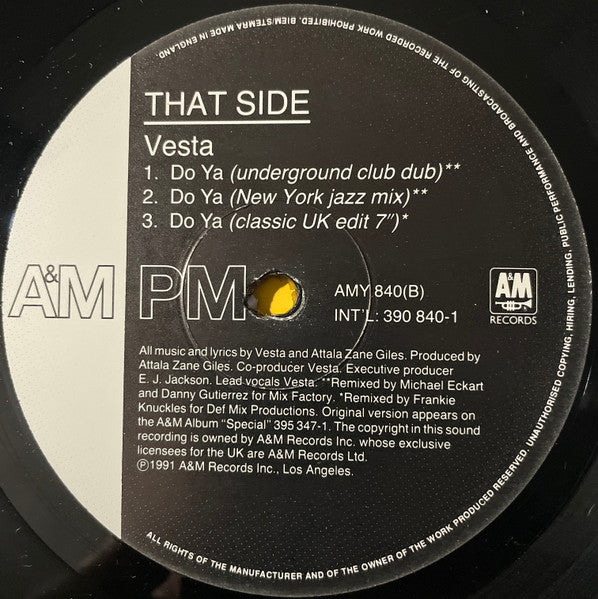 THAT SIDE
Vesta
1. Do Ya (underground club dub)**
2. Do Ya (New York jazz mix)**
3. Do Ya (classic UK edit 7")*
A&M PM
AMY 840(B)
INT'L: 390 840-1
A&M
RECORDS
All music and lyrics by Vesta and Attala Zane Giles. Produced by
Attala Zane Giles. Co-producer Vesta. Executive producer
E. J. Jackson. Lead vocals Vesta. **Remixed by Michael Eckart
and Danny Gutierrez for Mix Factory. *Remixed by Frankie
Knuckles for Def Mix Productions. Original version appears on
the A&M Album "Special" 395 347-1. The copyright in this sound
recording is owned by A&M Records Inc. whose exclusive
licensees for the UK are A&M Records Ltd.
Ⓟ1991 A&M Records Inc., Los Angeles.
ALL RIGHTS OF THE MANUFACTURER AND OF THE OWNER OF THE WORK PRODUCED RESERVED. UNAUTHORISED COPYING, HIRING, LENDING, PUBLIC PERFORMANCE AND BROADCASTING OF THE RECORDED WORK PROHIBITED. BIEM/STEMRA MADE IN ENGLAND